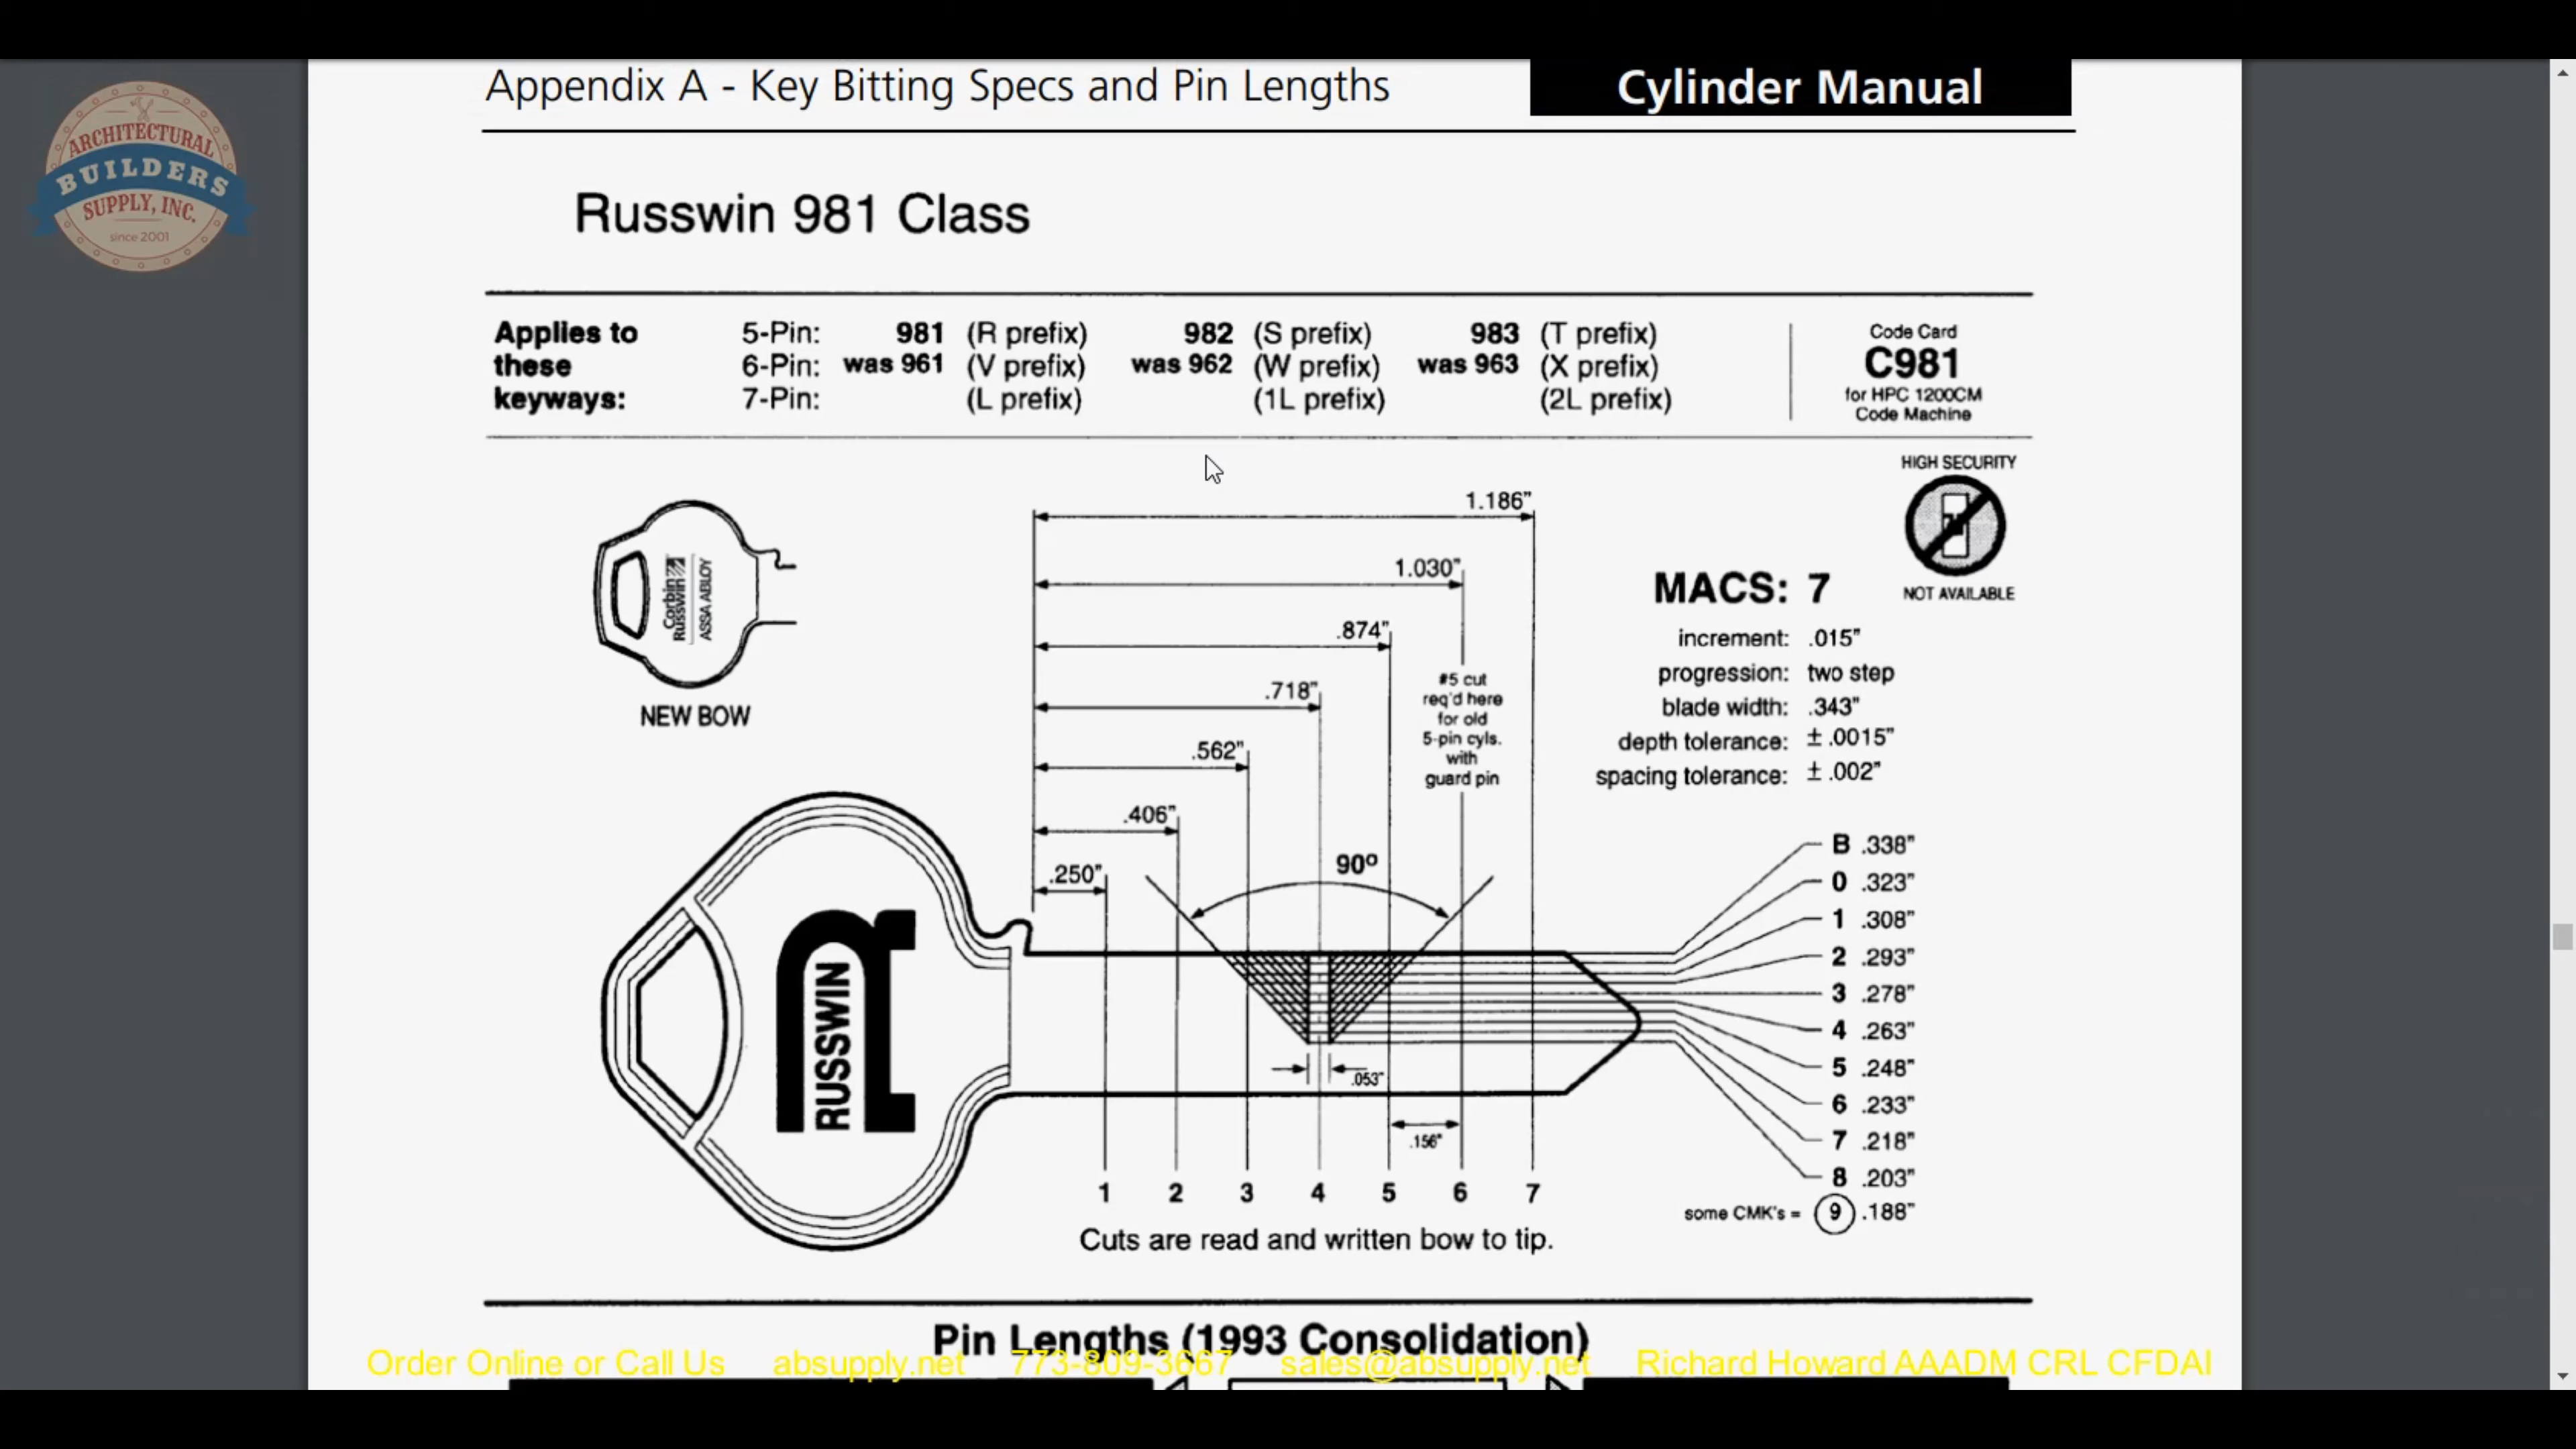 Appendix A - Key Bitting Specs and Pin Lengths
Cylinder Manual
ARCHITECTURAL
BUILDERS
SUPPLY, INC.
since 2001
Russwin 981 Class
Applies to these keyways:
5-Pin: 981 (R prefix) 982 (S prefix) 983 (T prefix)
6-Pin: was 961 (V prefix) was 962 (W prefix) was 963 (X prefix)
7-Pin: (L prefix) (1L prefix) (2L prefix)
Code Card
C981
for HPC 1200CM
Code Machine
HIGH SECURITY
NOT AVAILABLE
Corbin
Russwin
ASSA ABLOY
NEW BOW
1.186"
1.030"
.874"
.718"
.562"
.406"
.250"
#5 cut
req'd here
for old
5-pin cyls.
with
guard pin
90º
MACS: 7
increment: .015"
progression: two step
blade width: .343"
depth tolerance: ± .0015"
spacing tolerance: ± .002"
RUSSWIN
B .338"
0 .323"
1 .308"
2 .293"
3 .278"
4 .263"
5 .248"
6 .233"
7 .218"
8 .203"
some CMK's = 9 .188"
.053"
.156"
1 2 3 4 5 6 7
Cuts are read and written bow to tip.
Pin Lengths (1993 Consolidation)
Order Online or Call Us absupply.net 773-809-3667 sales@absupply.net Richard Howard AAADM CRL CFDAI